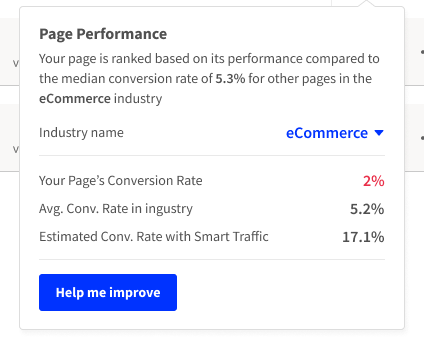 Page Performance
Your page is ranked based on its performance compared to
the median conversion rate of 5.3% for other pages in the
eCommerce industry
Industry name eCommerce
Your Page's Conversion Rate 2%
Avg. Conv. Rate in ingustry 5.2%
Estimated Conv. Rate with Smart Traffic 17.1%
Help me improve